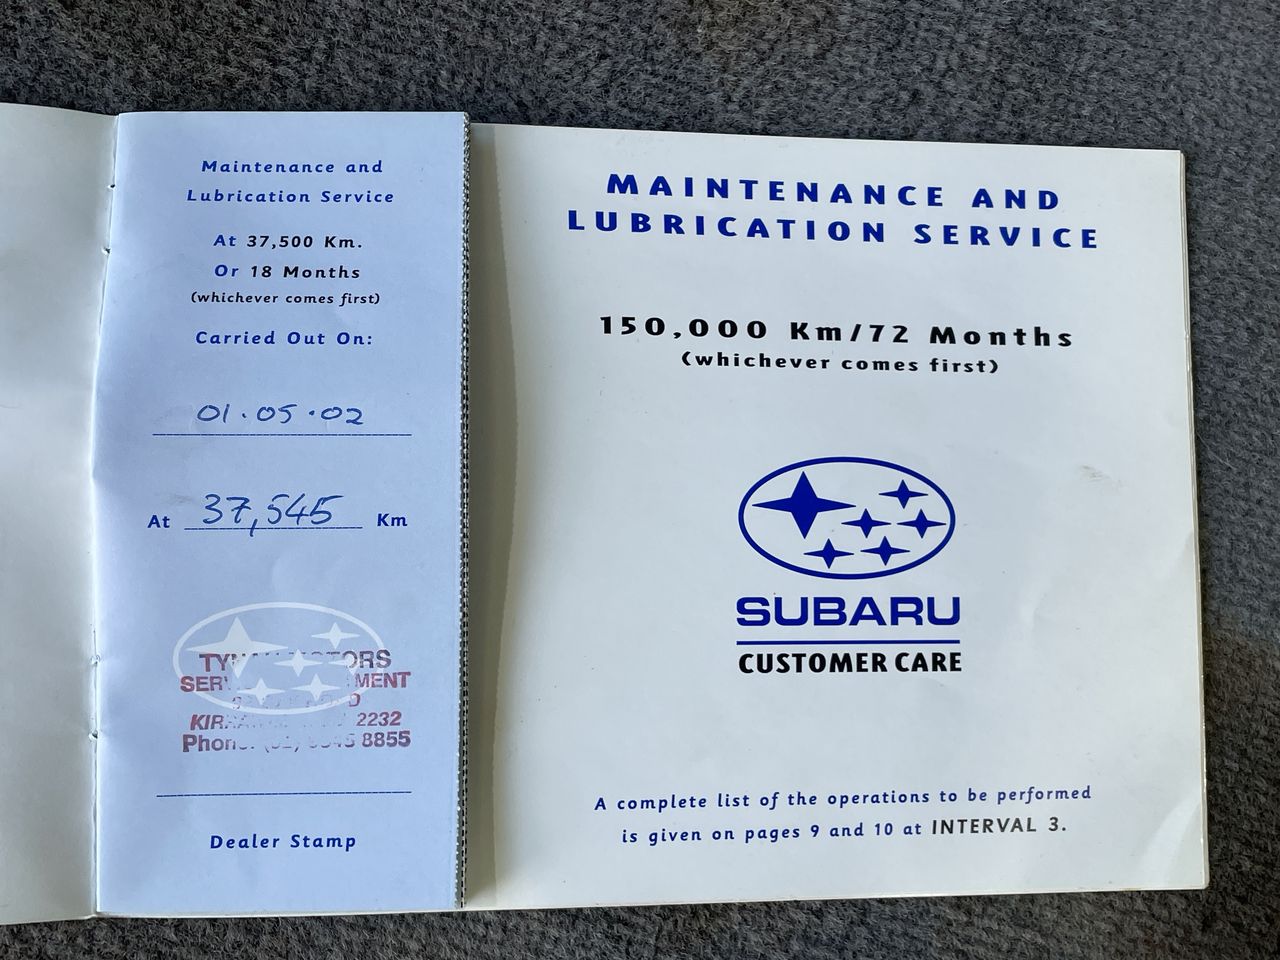 Maintenance and
Lubrication Service
At 37,500 Km.
Or 18 Months
(whichever comes first)
Carried Out On:
01.05.02
At 37,545 Km
MOTORS
2232
Phone: 8855
Dealer Stamp
MAINTENANCE AND
LUBRICATION SERVICE
150,000 Km/72 Months
(whichever comes first)
SUBARU
CUSTOMER CARE
A complete list of the operations to be performed
is given on pages 9 and 10 at INTERVAL 3.